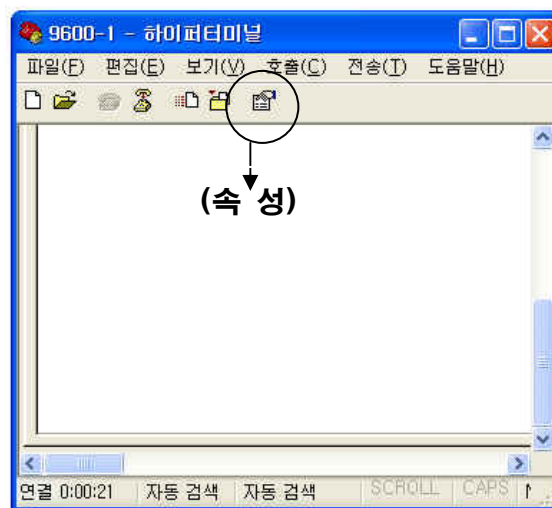 9600-1 - 하이퍼터미널
파일(F) 편집(E) 보기(V) 호출(C) 전송(T) 도움말(H)
(속 성)
연결 0:00:21 자동 검색 자동 검색 SCROLL CAPS